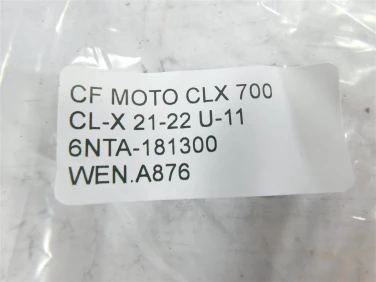 CF MOTO CLX 700
CL-X 21-22 U-11
6NTA-181300
WEN.A876